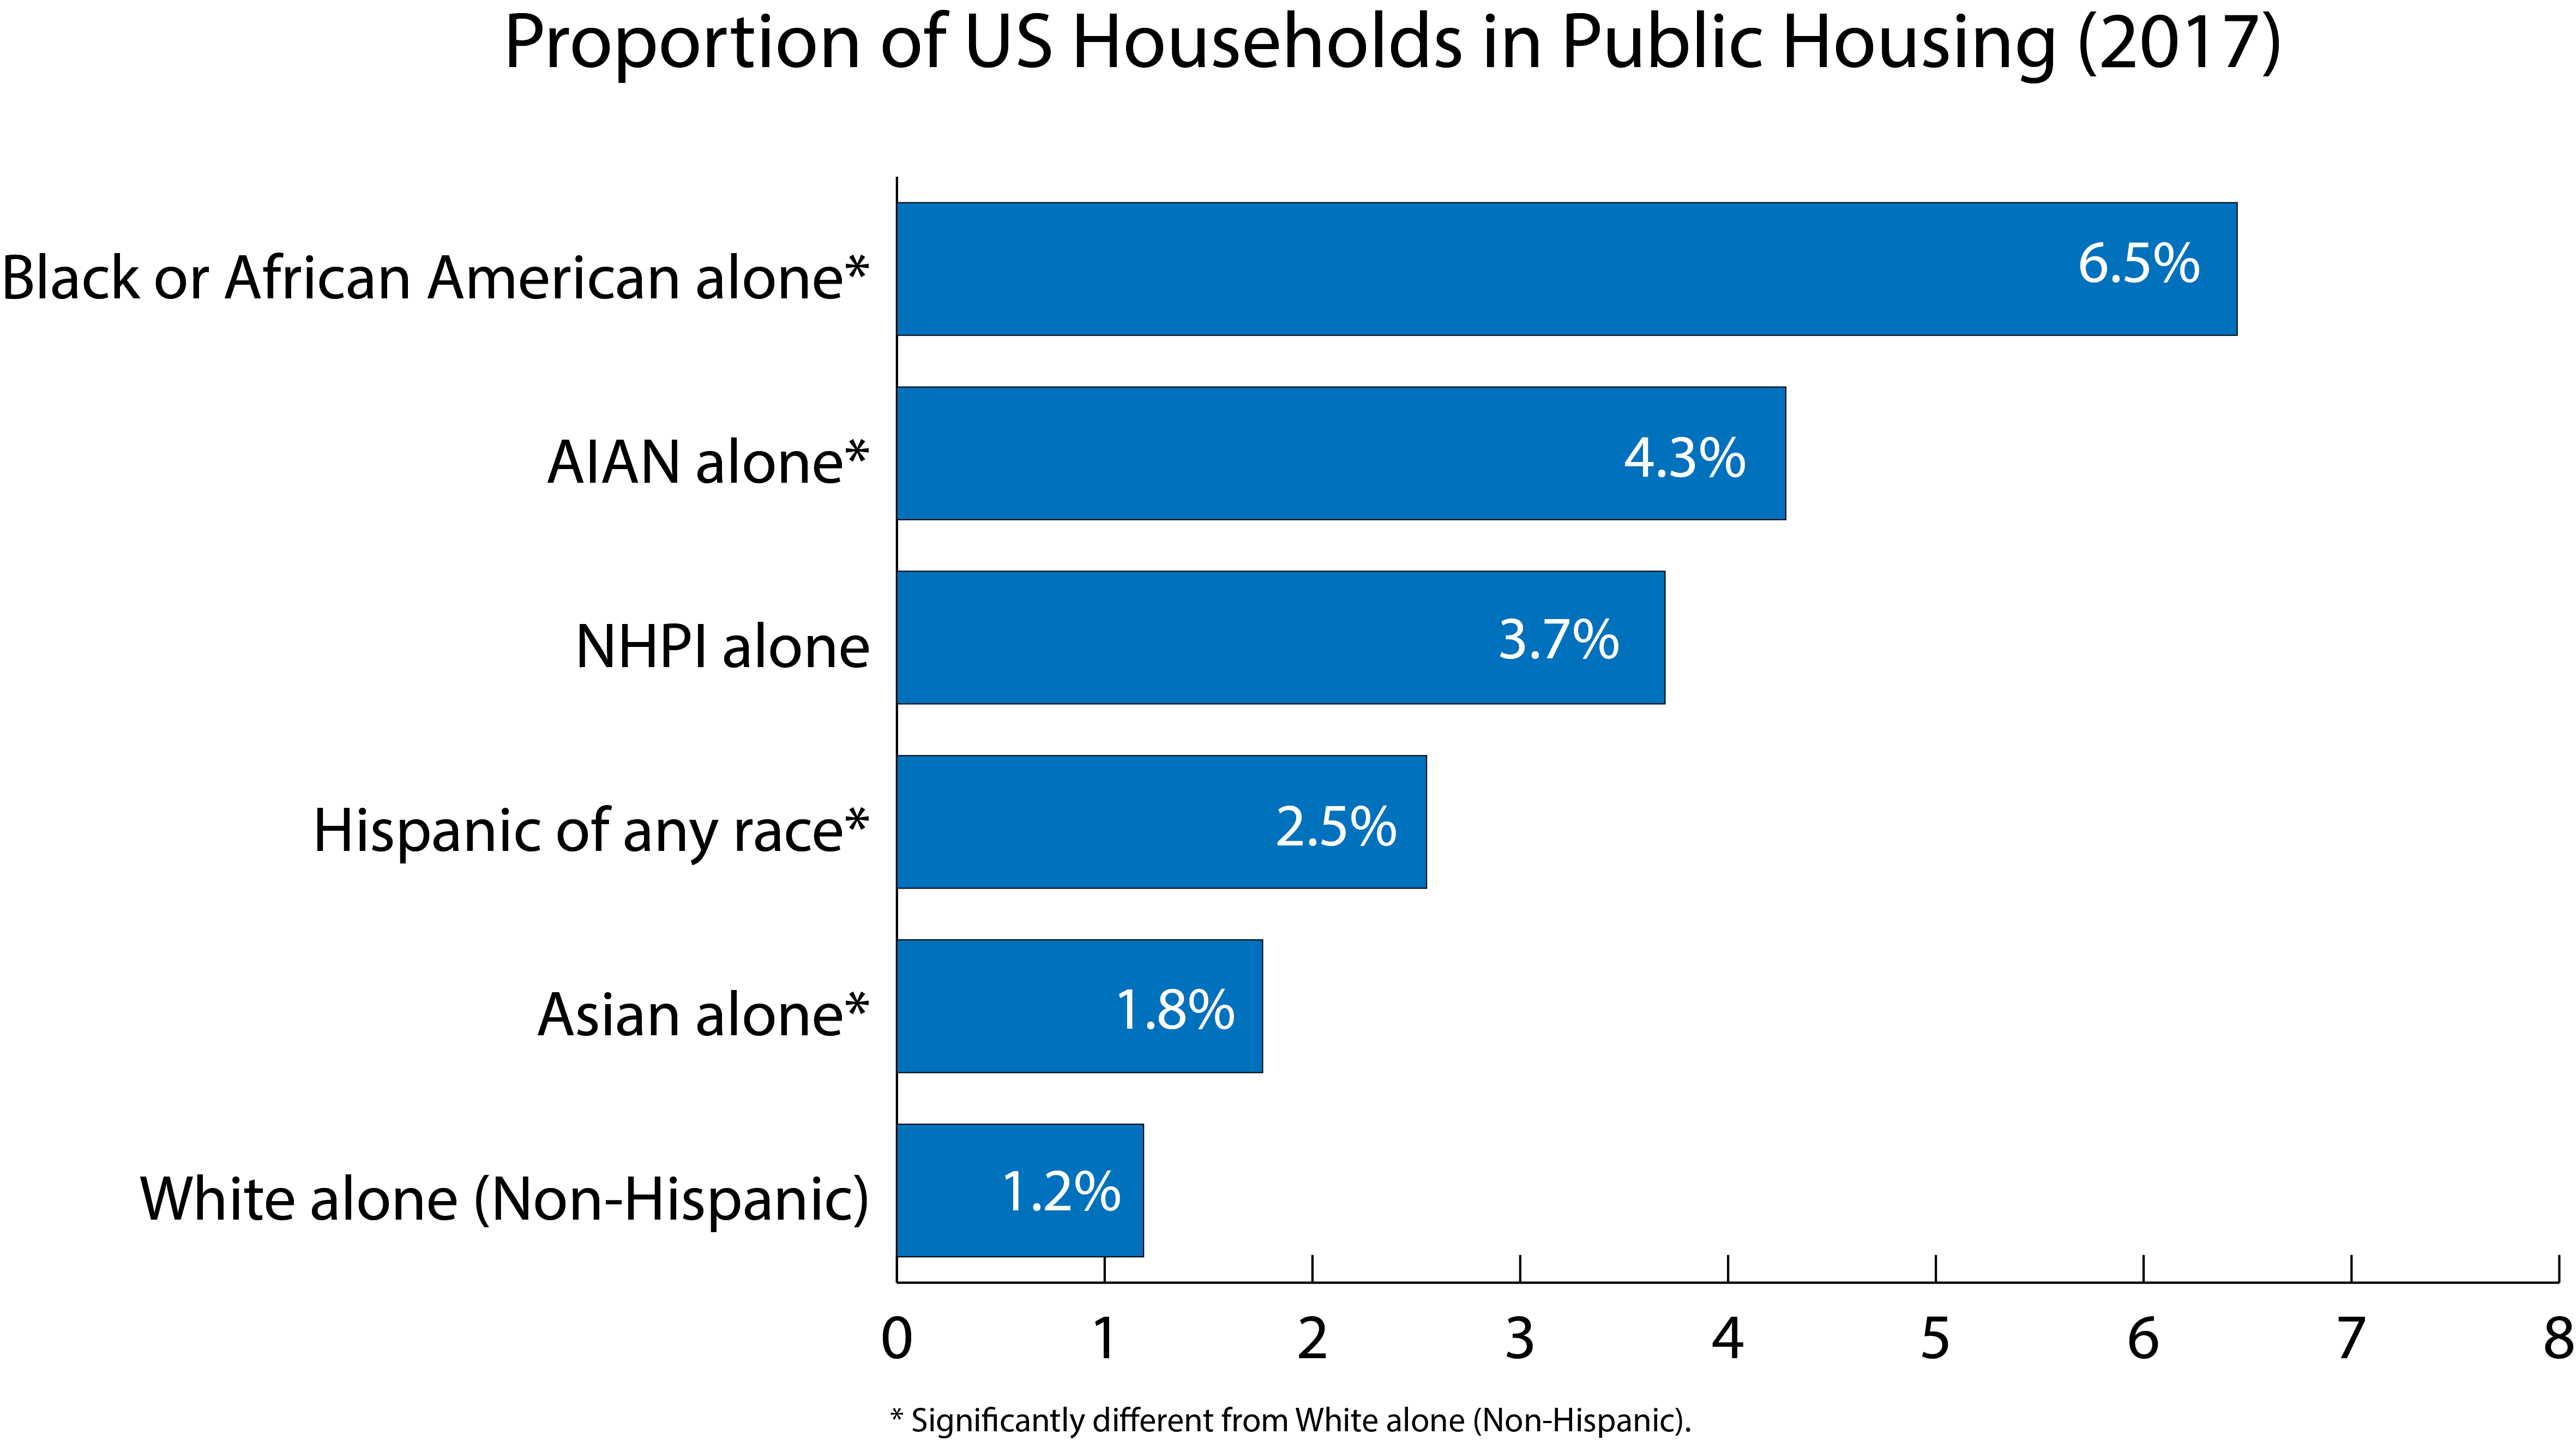 Proportion of US Households in Public Housing (2017)
Black or African American alone* 6.5%
AIAN alone* 4.3%
NHPI alone 3.7%
Hispanic of any race* 2.5%
Asian alone* 1.8%
White alone (Non-Hispanic) 1.2%
0 1 2 3 4 5 6 7 8
* Significantly different from White alone (Non-Hispanic).